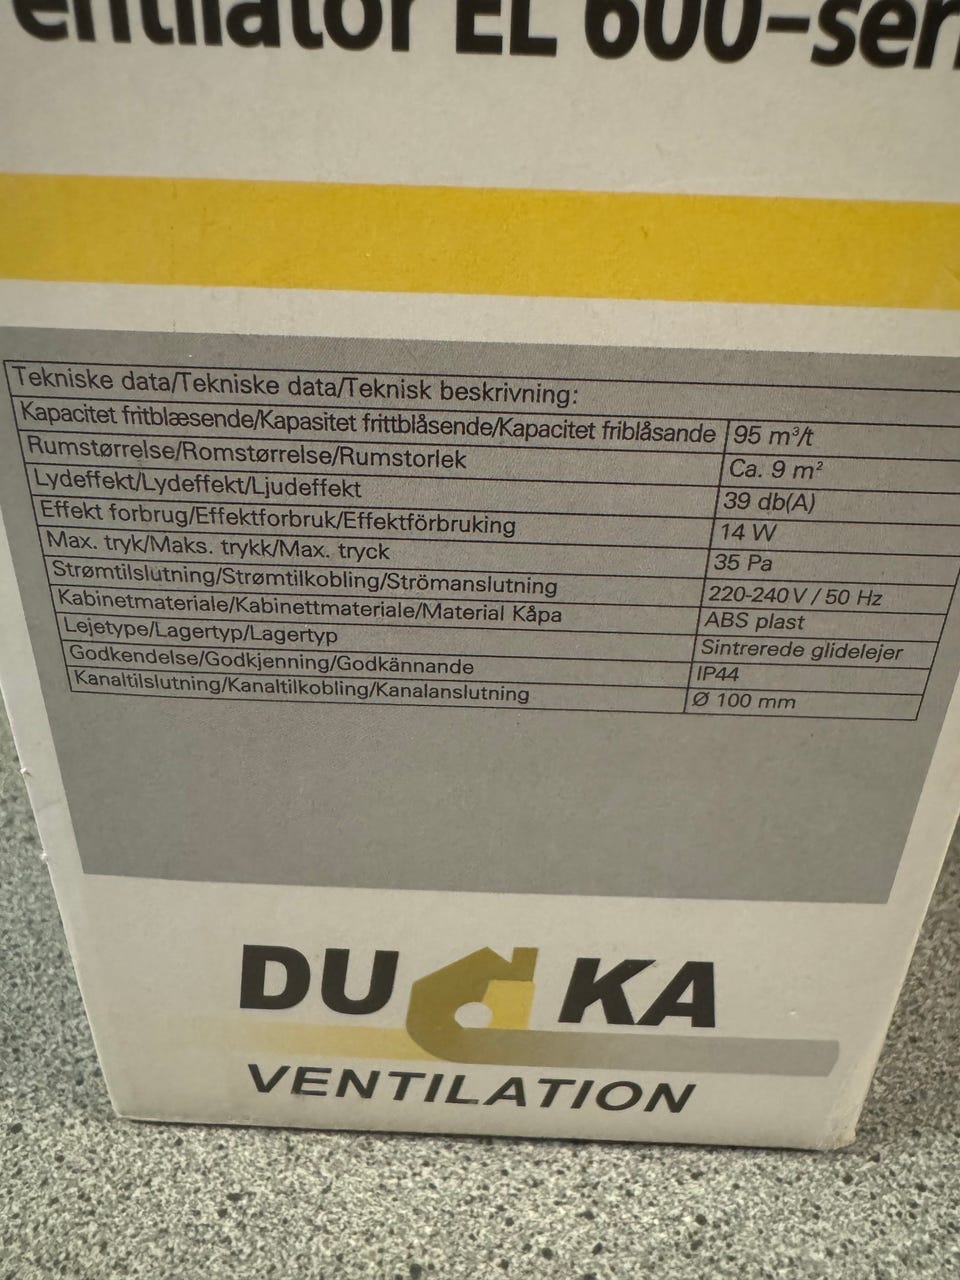 entilator EL 600-ser
Tekniske data/Tekniske data/Teknisk beskrivning:
Kapacitet fritblæsende/Kapasitet frittblåsende/Kapacitet friblåsande 95 m³/t
Rumstørrelse/Romstørrelse/Rumstorlek Ca. 9 m²
Lydeffekt/Lydeffekt/Ljudeffekt 39 db(A)
Effekt forbrug/Effektforbruk/Effektförbruking 14 W
Max. tryk/Maks. trykk/Max. tryck 35 Pa
Strømtilslutning/Strømtilkobling/Strömanslutning 220-240 V / 50 Hz
Kabinetmateriale/Kabinettmateriale/Material Kåpa ABS plast
Lejetype/Lagertyp/Lagertyp Sintrerede glidelejer
Godkendelse/Godkjenning/Godkännande IP44
Kanaltilslutning/Kanaltilkobling/Kanalanslutning Ø 100 mm
DUKA
VENTILATION